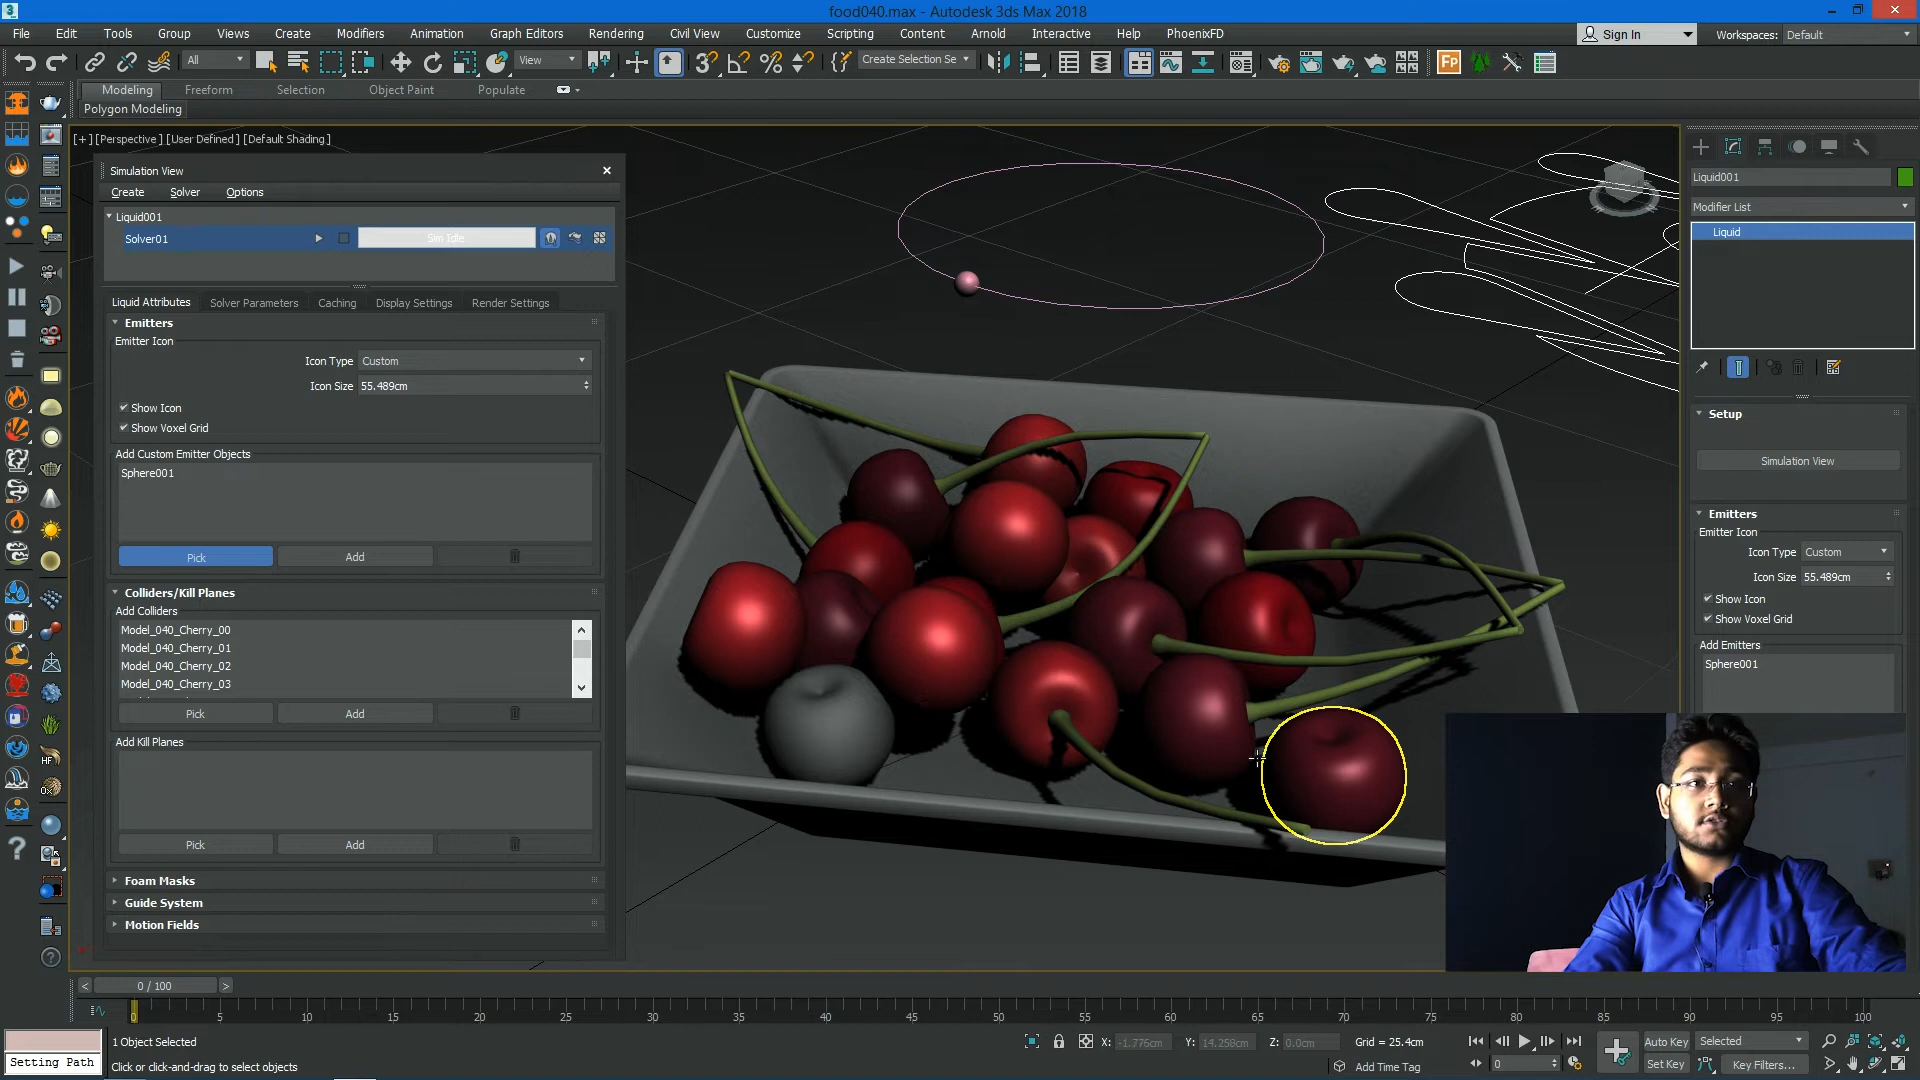 food040.max - Autodesk 3ds Max 2018
File Edit Tools Group Views Create Modifiers Animation Graph Editors Rendering Civil View Customize Scripting Content Arnold Interactive Help PhoenixFD Sign In Workspaces: Default
All View Create Selection Se
Modeling Freeform Selection Object Paint Populate
Polygon Modeling
[+] [Perspective ] [User Defined ] [Default Shading ]
Simulation View
Create Solver Options
Liquid001
Solver01 Sim Idle
Liquid Attributes Solver Parameters Caching Display Settings Render Settings
Emitters
Emitter Icon
Icon Type Custom
Icon Size 55.489cm
Show Icon
Show Voxel Grid
Add Custom Emitter Objects
Sphere001
Pick Add
Colliders/Kill Planes
Add Colliders
Model_040_Cherry_00
Model_040_Cherry_01
Model_040_Cherry_02
Model_040_Cherry_03
Pick Add
Add Kill Planes
Pick Add
Foam Masks
Guide System
Motion Fields
Liquid001
Modifier List
Liquid
Setup
Simulation View
Emitters
Emitter Icon
Icon Type Custom
Icon Size 55.489cm
Show Icon
Show Voxel Grid
Add Emitters
Sphere001
< 0 / 100 >
0 5 10 15 20 25 30 35 40 45 50 55 60 65 70 75 80 85 90 95 100
1 Object Selected X: -1.776cm Y: 14.258cm Z: 0.0cm Grid = 25.4cm Auto Key Selected
Setting Path Click or click-and-drag to select objects Add Time Tag 0 Set Key Key Filters...